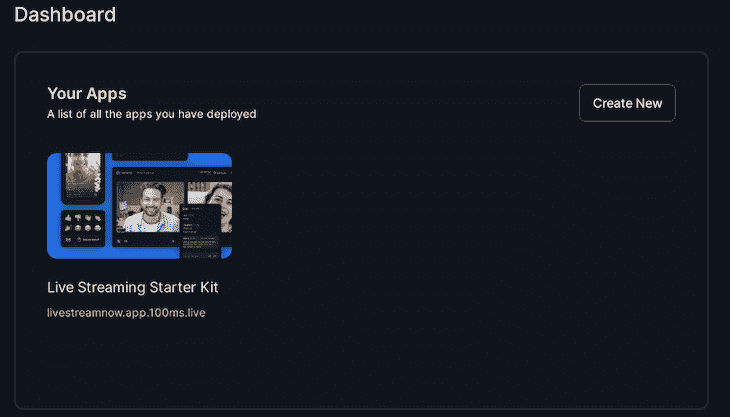 Dashboard
Your Apps
A list of all the apps you have deployed
Create New
Live Streaming Starter Kit
livestreamnow.app.100ms.live